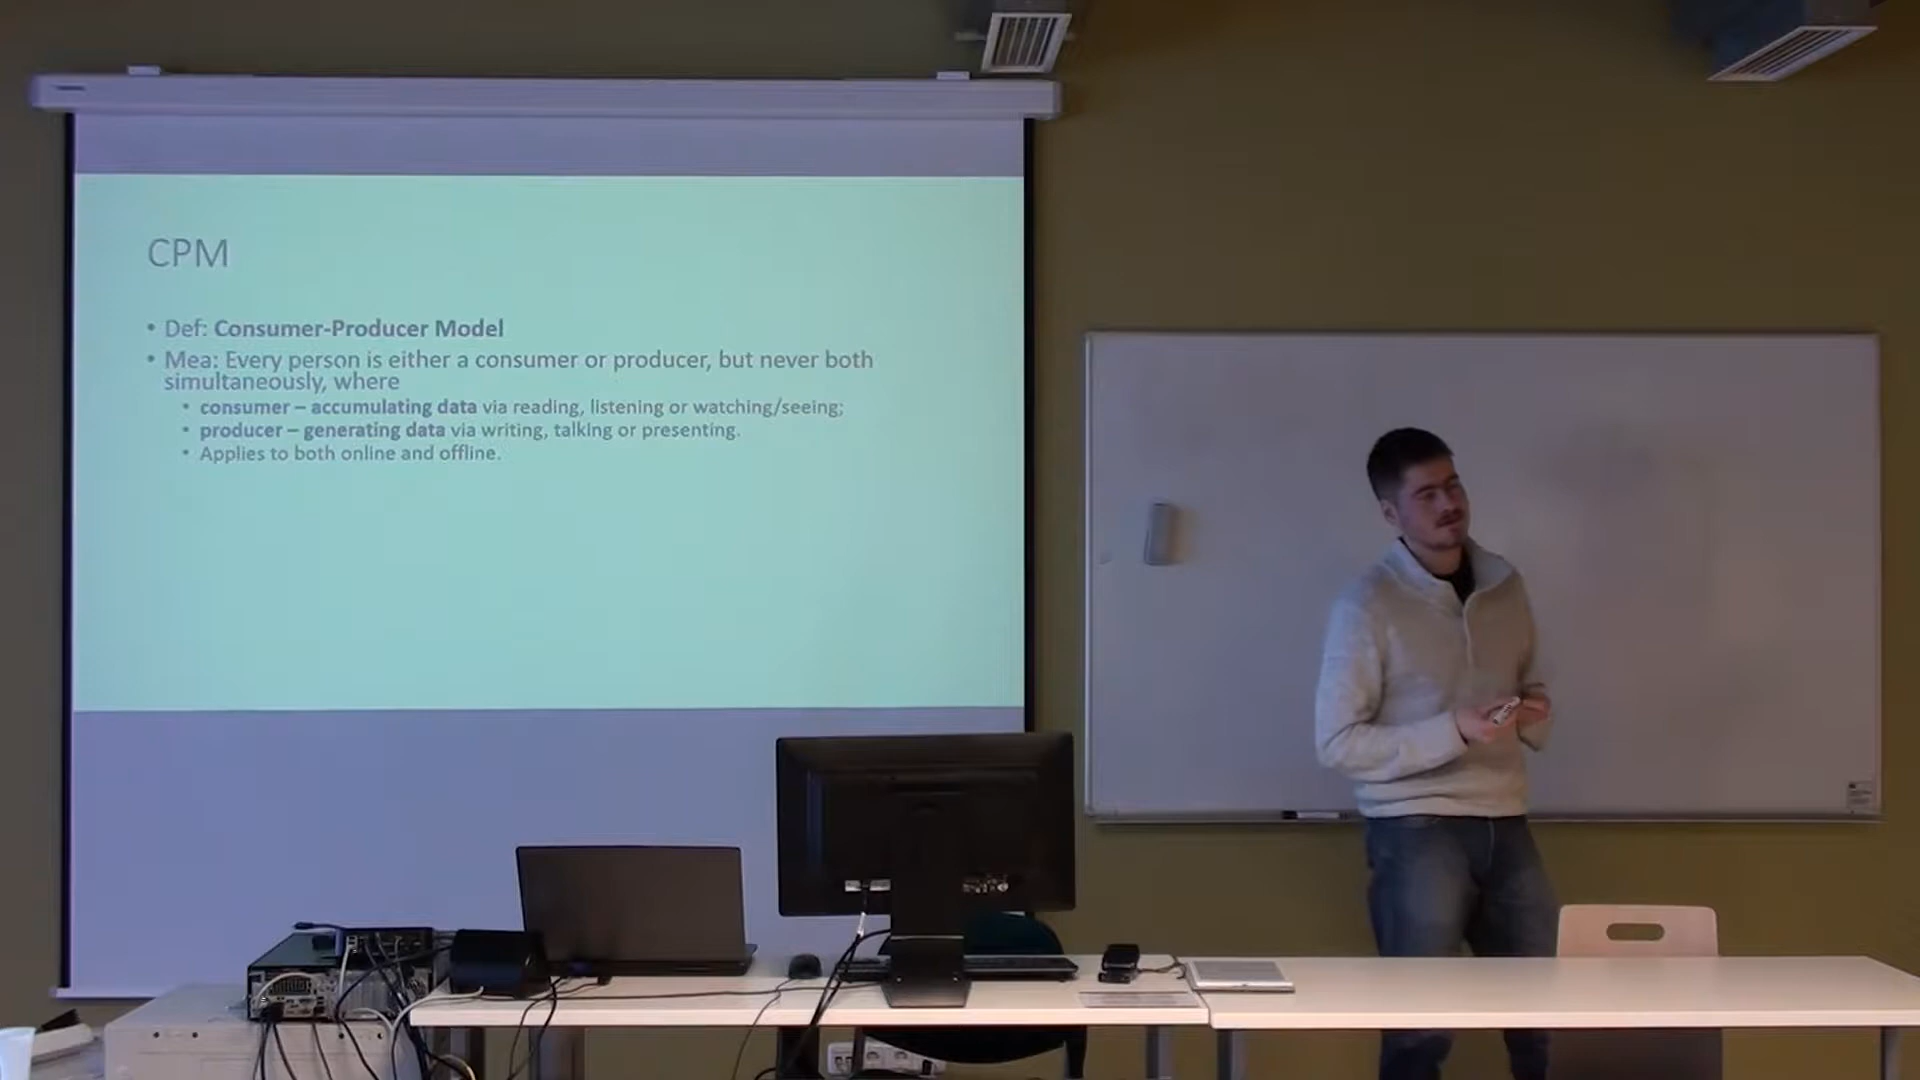 CPM
• Def: Consumer-Producer Model
• Mea: Every person is either a consumer or producer, but never both
simultaneously, where
• consumer – accumulating data via reading, listening or watching/seeing;
• producer – generating data via writing, talking or presenting.
• Applies to both online and offline.